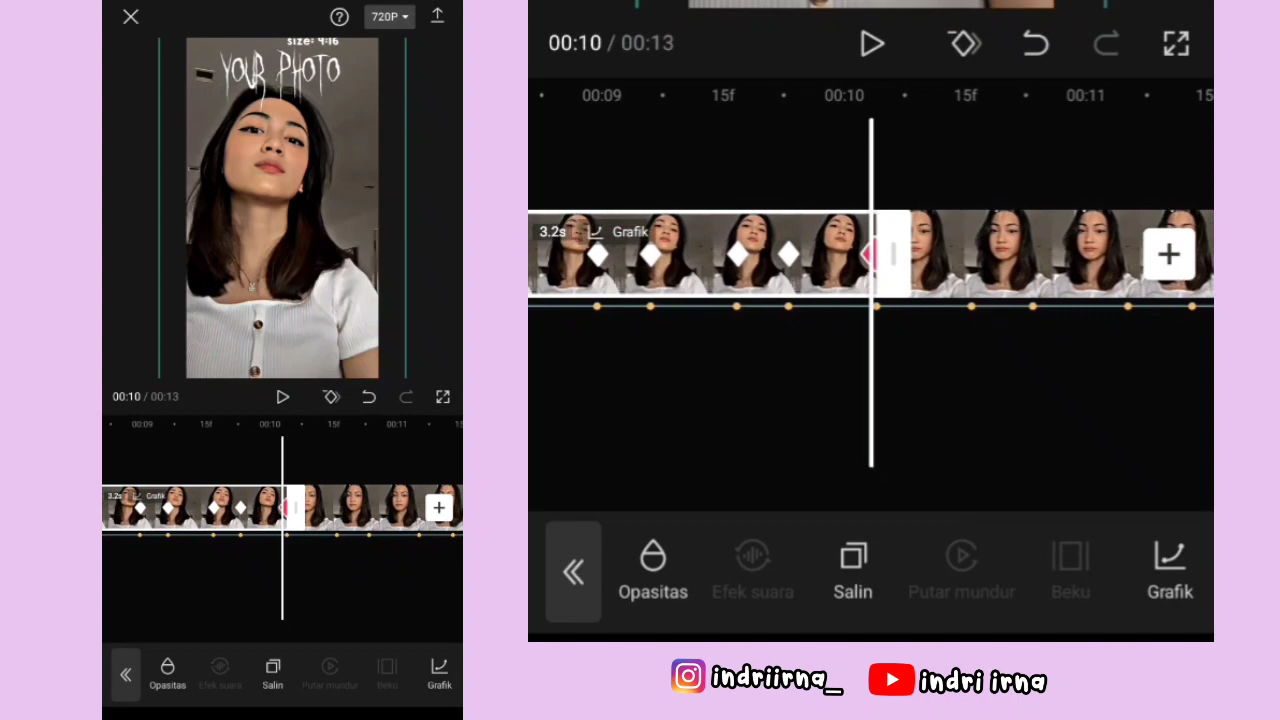 720P
size: 9:16
YOUR PHOTO
00:10 / 00:13
00:09 15f 00:10 15f 00:11 15
3.2s Grafik
Opasitas Efek suara Salin Putar mundur Beku Grafik
00:10 / 00:13
00:09 15f 00:10 15f 00:11 15
3.2s Grafik
Opasitas Efek suara Salin Putar mundur Beku Grafik
indriirna_ indri irna